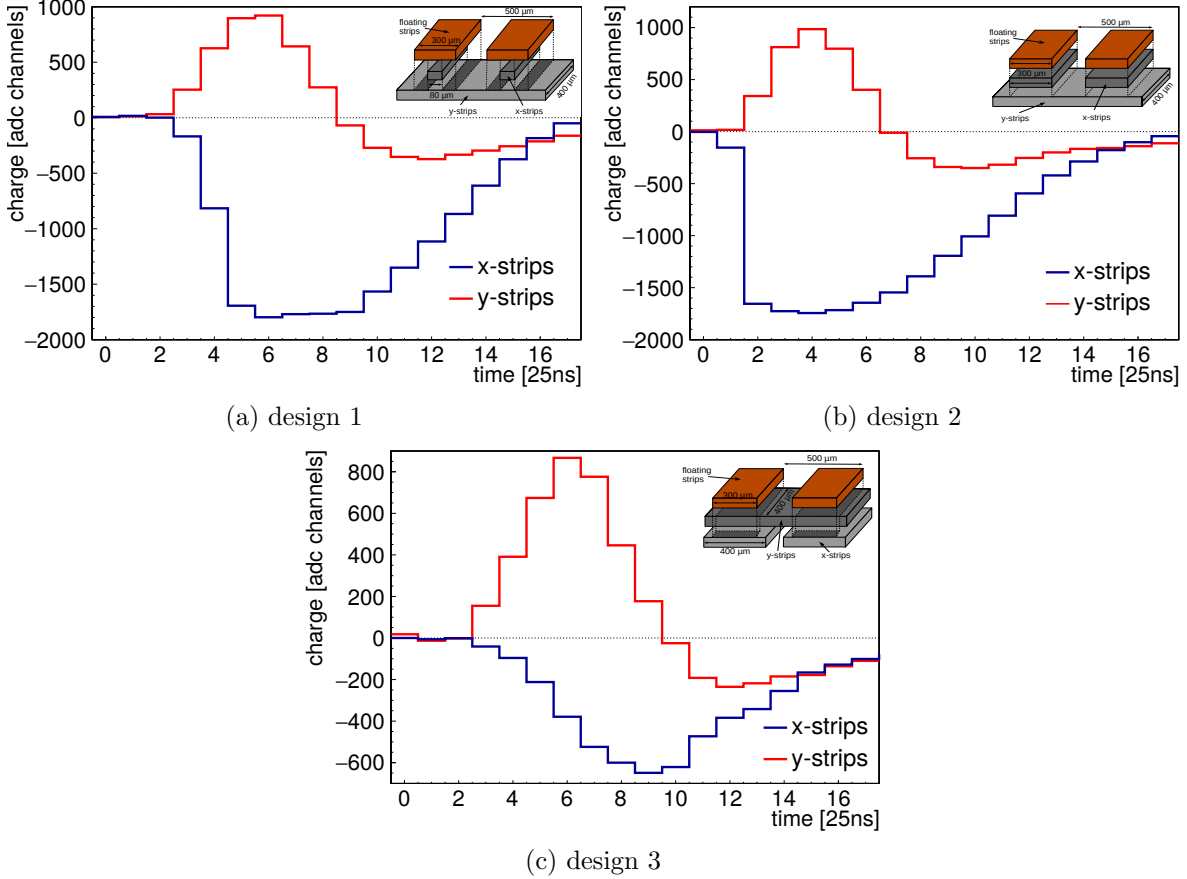 charge [adc channels]
1000
500
0
−500
−1000
−1500
−2000
0 2 4 6 8 10 12 14 16
time [25ns]
x-strips
y-strips
floating
strips
500 µm
300 µm
80 µm
400 µm
y-strips
x-strips
(a) design 1
charge [adc channels]
1000
500
0
−500
−1000
−1500
−2000
0 2 4 6 8 10 12 14 16
time [25ns]
x-strips
y-strips
floating
strips
500 µm
300 µm
400 µm
y-strips
x-strips
(b) design 2
charge [adc channels]
800
600
400
200
0
−200
−400
−600
0 2 4 6 8 10 12 14 16
time [25ns]
x-strips
y-strips
floating
strips
500 µm
300 µm
400 µm
400 µm
y-strips
x-strips
(c) design 3